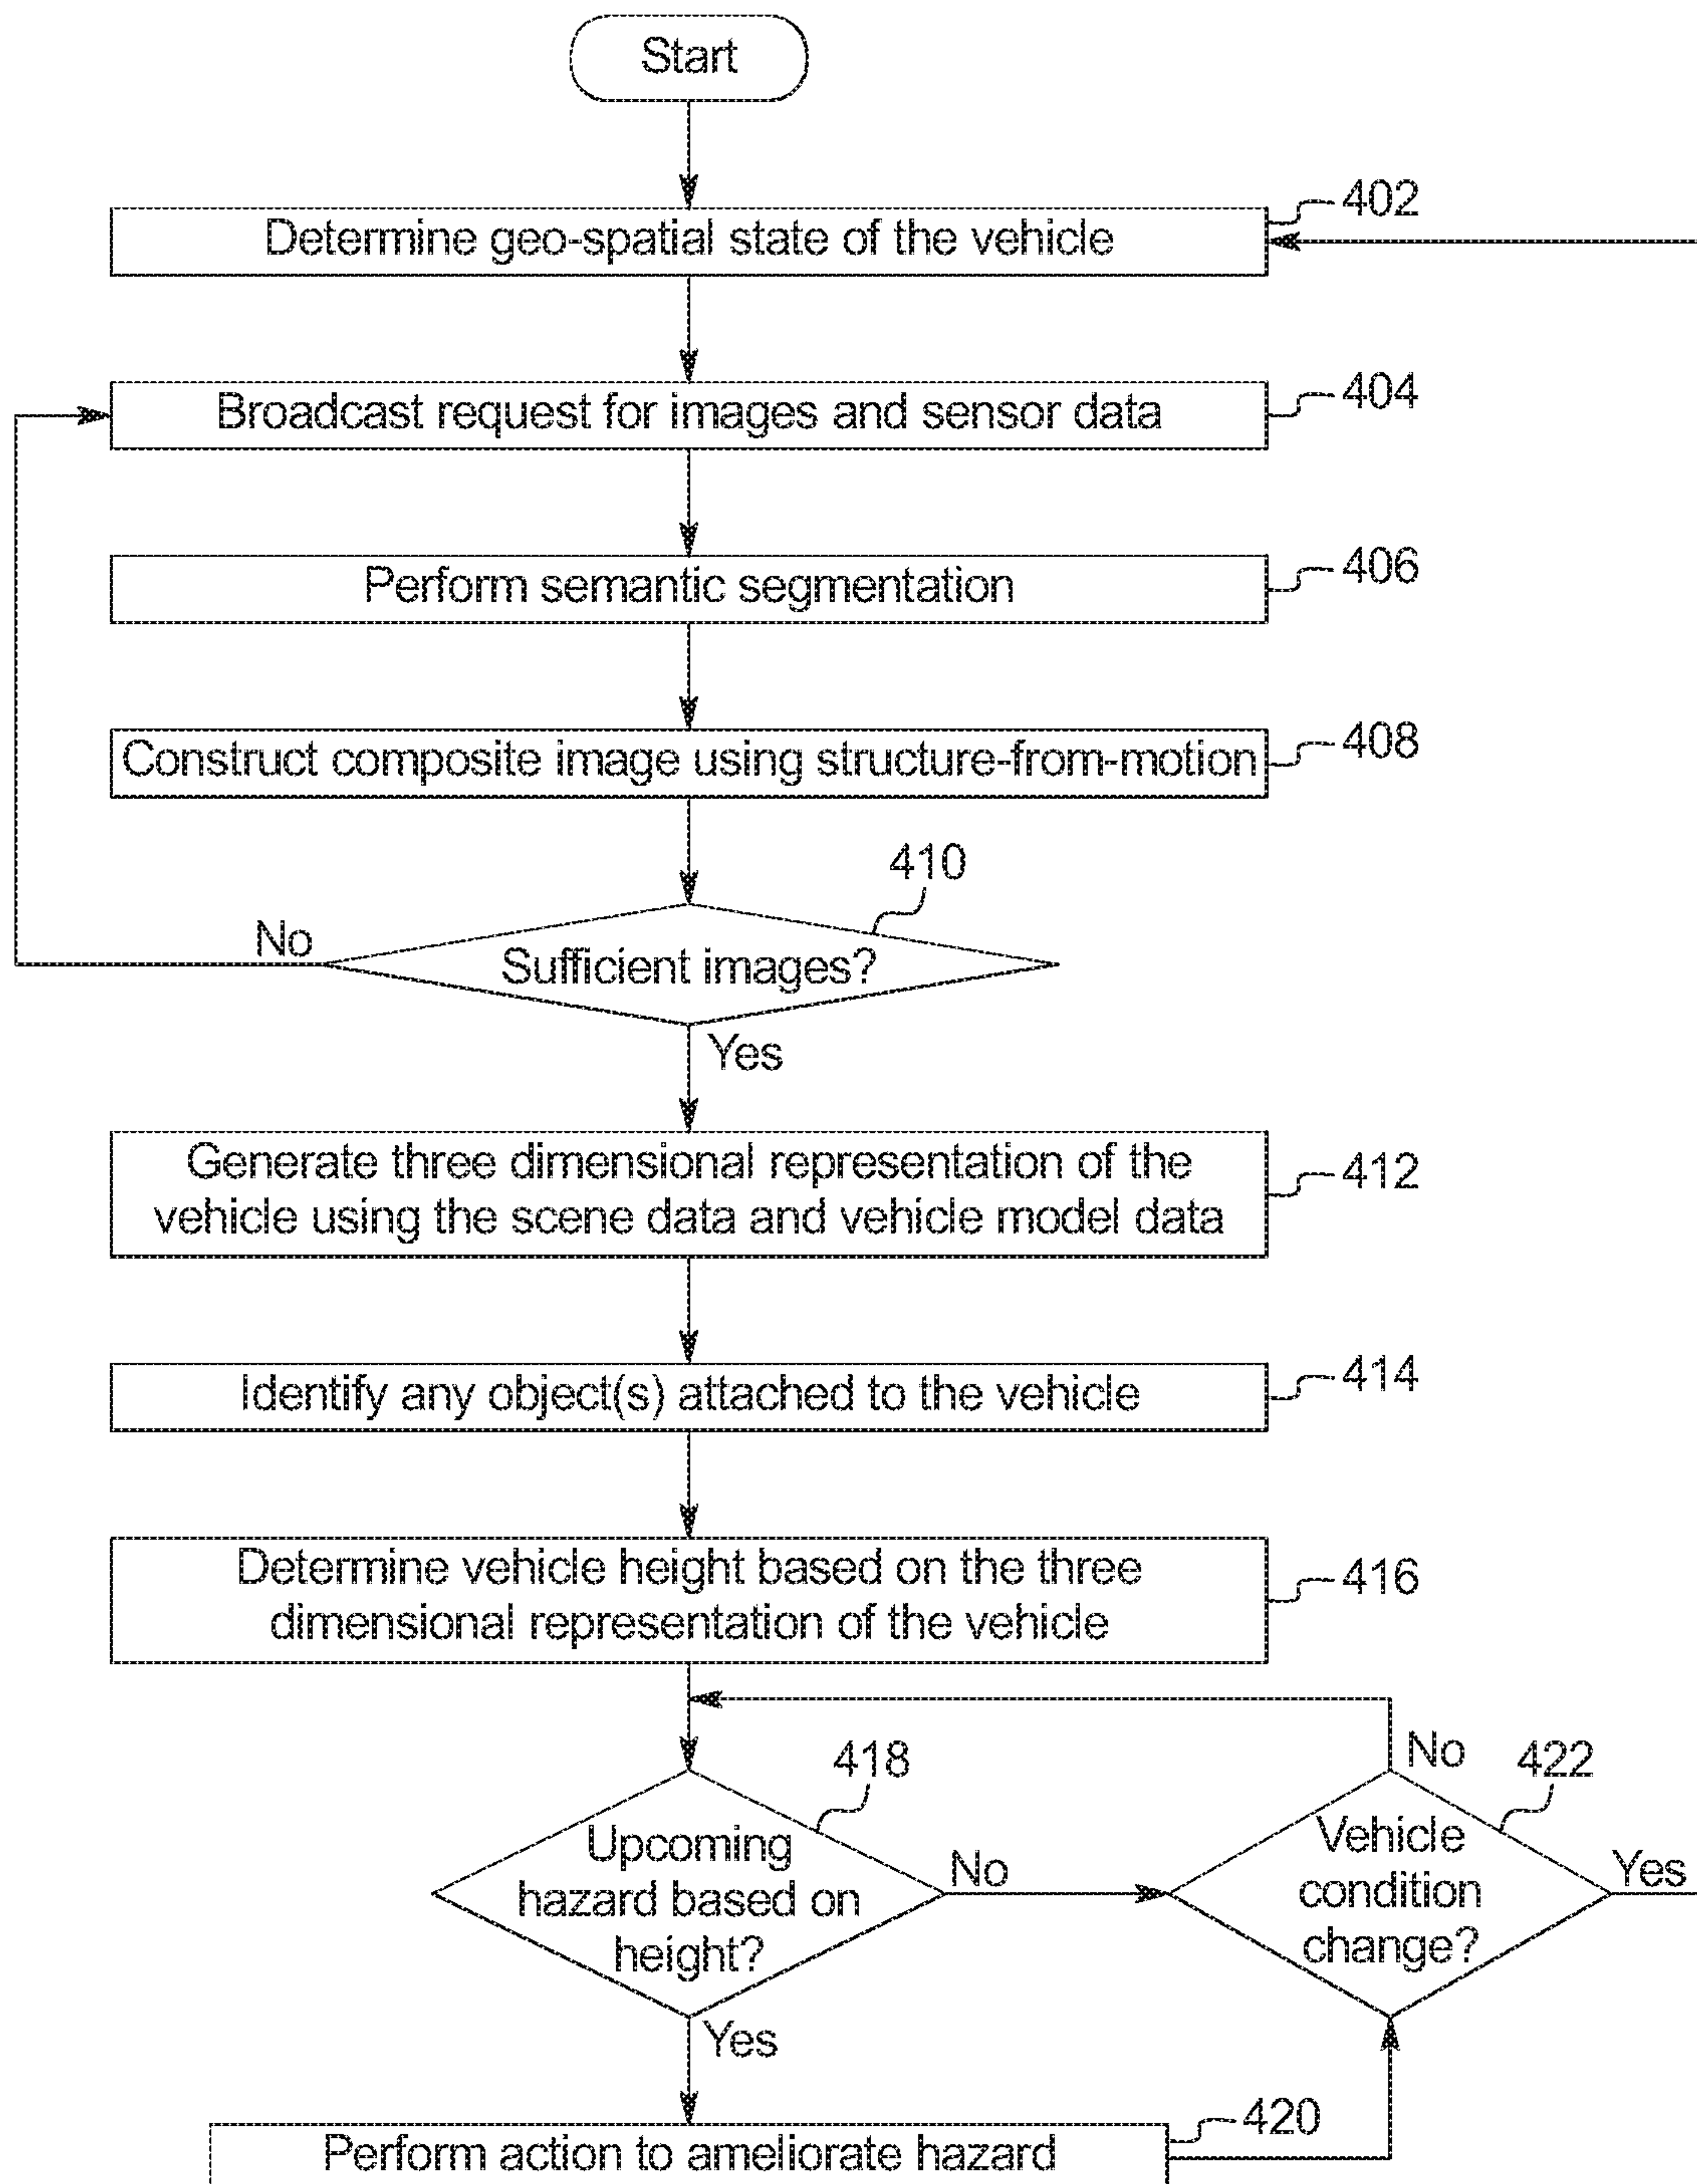 Start
402
Determine geo-spatial state of the vehicle
404
Broadcast request for images and sensor data
406
Perform semantic segmentation
408
Construct composite image using structure-from-motion
410
No
Sufficient images?
Yes
Generate three dimensional representation of the
vehicle using the scene data and vehicle model data
412
Identify any object(s) attached to the vehicle
414
Determine vehicle height based on the three
dimensional representation of the vehicle
416
418
Upcoming
hazard based on
height?
No
Yes
No
422
Vehicle
condition
change?
Yes
420
Perform action to ameliorate hazard